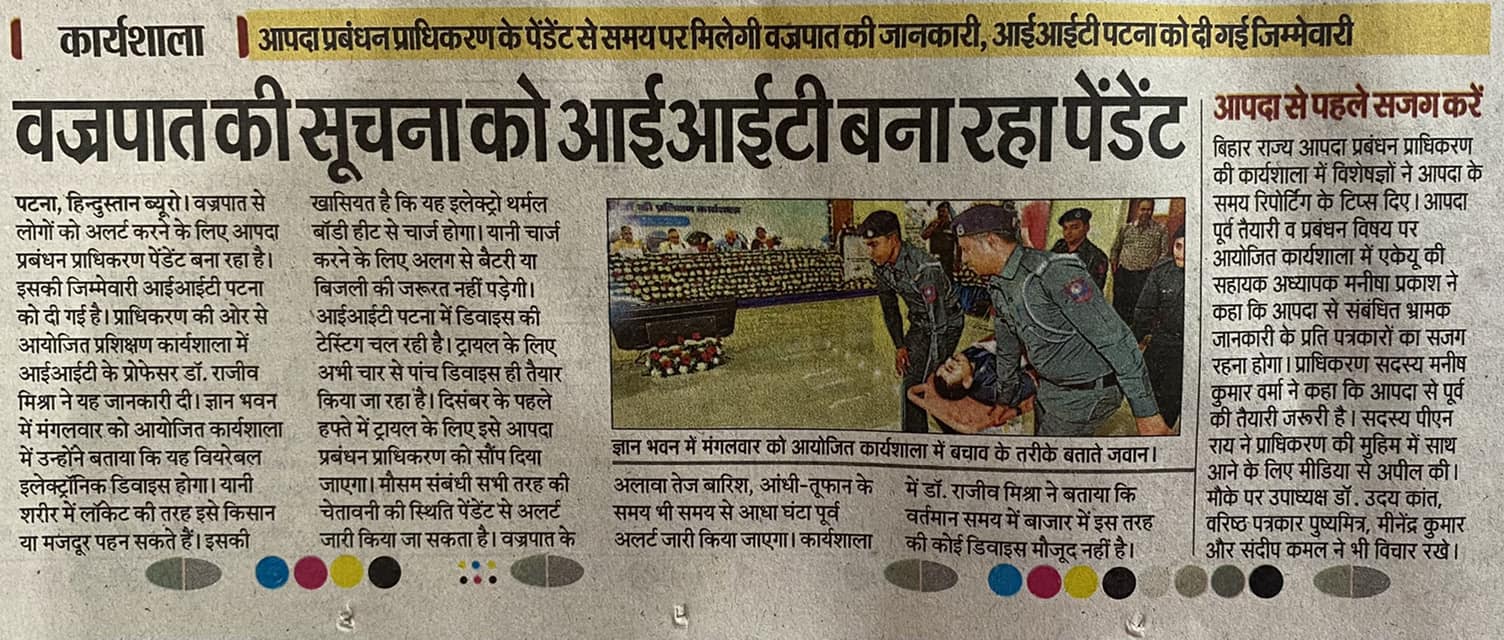 कार्यशाला
आपदा प्रबंधन प्राधिकरण के पेंडेंट से समय पर मिलेगी वज्रपात की जानकारी, आईआईटी पटना को दी गई जिम्मेवारी
वज्रपात की सूचना को आईआईटी बना रहा पेंडेंट
पटना, हिन्दुस्तान ब्यूरो। वज्रपात से
लोगों को अलर्ट करने के लिए आपदा
प्रबंधन प्राधिकरण पेंडेंट बना रहा है।
इसकी जिम्मेवारी आईआईटी पटना
को दी गई है। प्राधिकरण की ओर से
आयोजित प्रशिक्षण कार्यशाला में
आईआईटी के प्रोफेसर डॉ. राजीव
मिश्रा ने यह जानकारी दी। ज्ञान भवन
में मंगलवार को आयोजित कार्यशाला
में उन्होंने बताया कि यह वियरेबल
इलेक्ट्रॉनिक डिवाइस होगा। यानी
शरीर में लॉकेट की तरह इसे किसान
या मजदूर पहन सकते हैं। इसकी
खासियत है कि यह इलेक्ट्रो थर्मल
बॉडी हीट से चार्ज होगा। यानी चार्ज
करने के लिए अलग से बैटरी या
बिजली की जरूरत नहीं पड़ेगी।
आईआईटी पटना में डिवाइस की
टेस्टिंग चल रही है। ट्रायल के लिए
अभी चार से पांच डिवाइस ही तैयार
किया जा रहा है। दिसंबर के पहले
हफ्ते में ट्रायल के लिए इसे आपदा
प्रबंधन प्राधिकरण को सौंप दिया
जाएगा। मौसम संबंधी सभी तरह की
चेतावनी की स्थिति पेंडेंट से अलर्ट
जारी किया जा सकता है। वज्रपात के
ज्ञान भवन में मंगलवार को आयोजित कार्यशाला में बचाव के तरीके बताते जवान।
अलावा तेज बारिश, आंधी-तूफान के
समय भी समय से आधा घंटा पूर्व
अलर्ट जारी किया जाएगा। कार्यशाला
में डॉ. राजीव मिश्रा ने बताया कि
वर्तमान समय में बाजार में इस तरह
की कोई डिवाइस मौजूद नहीं है।
आपदा से पहले सजग करें
बिहार राज्य आपदा प्रबंधन प्राधिकरण
की कार्यशाला में विशेषज्ञों ने आपदा के
समय रिपोर्टिंग के टिप्स दिए। आपदा
पूर्व तैयारी व प्रबंधन विषय पर
आयोजित कार्यशाला में एकेयू की
सहायक अध्यापक मनीषा प्रकाश ने
कहा कि आपदा से संबंधित भ्रामक
जानकारी के प्रति पत्रकारों का सजग
रहना होगा। प्राधिकरण सदस्य मनीष
कुमार वर्मा ने कहा कि आपदा से पूर्व
की तैयारी जरूरी है। सदस्य पीएन
राय ने प्राधिकरण की मुहिम में साथ
आने के लिए मीडिया से अपील की।
मौके पर उपाध्यक्ष डॉ. उदय कांत,
वरिष्ठ पत्रकार पुष्यमित्र, मीनेंद्र कुमार
और संदीप कमल ने भी विचार रखे।